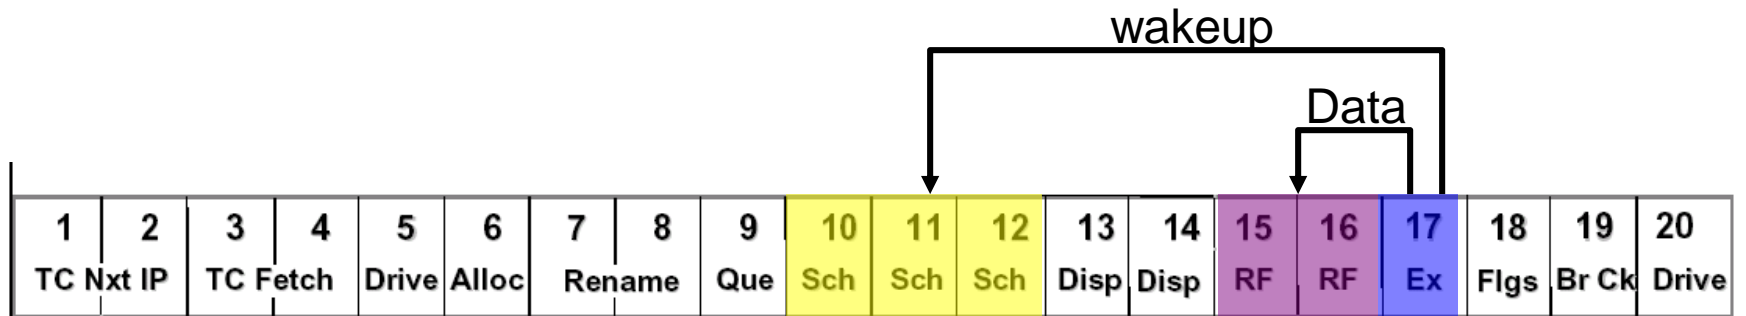 wakeup
Data
1 2 3 4 5 6 7 8 9 10 11 12 13 14 15 16 17 18 19 20
TC Nxt IP TC Fetch Drive Alloc Rename Que Sch Sch Sch Disp Disp RF RF Ex Flgs Br Ck Drive